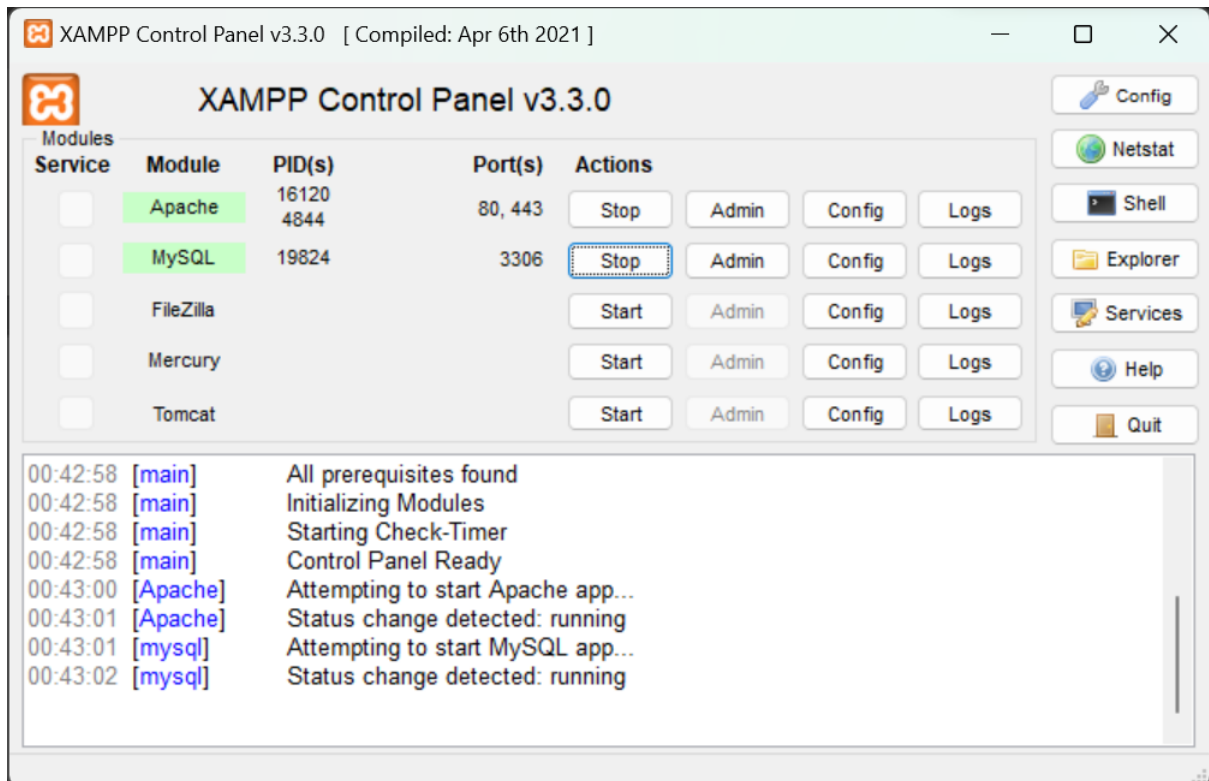 XAMPP Control Panel v3.3.0 [ Compiled: Apr 6th 2021 ]
XAMPP Control Panel v3.3.0
Config
Modules
Netstat
Service Module PID(s) Port(s) Actions
Apache 16120 4844 80, 443 Stop Admin Config Logs
Shell
MySQL 19824 3306 Stop Admin Config Logs
Explorer
FileZilla Start Admin Config Logs
Services
Mercury Start Admin Config Logs
Help
Tomcat Start Admin Config Logs
Quit
00:42:58 [main] All prerequisites found
00:42:58 [main] Initializing Modules
00:42:58 [main] Starting Check-Timer
00:42:58 [main] Control Panel Ready
00:43:00 [Apache] Attempting to start Apache app...
00:43:01 [Apache] Status change detected: running
00:43:01 [mysql] Attempting to start MySQL app...
00:43:02 [mysql] Status change detected: running